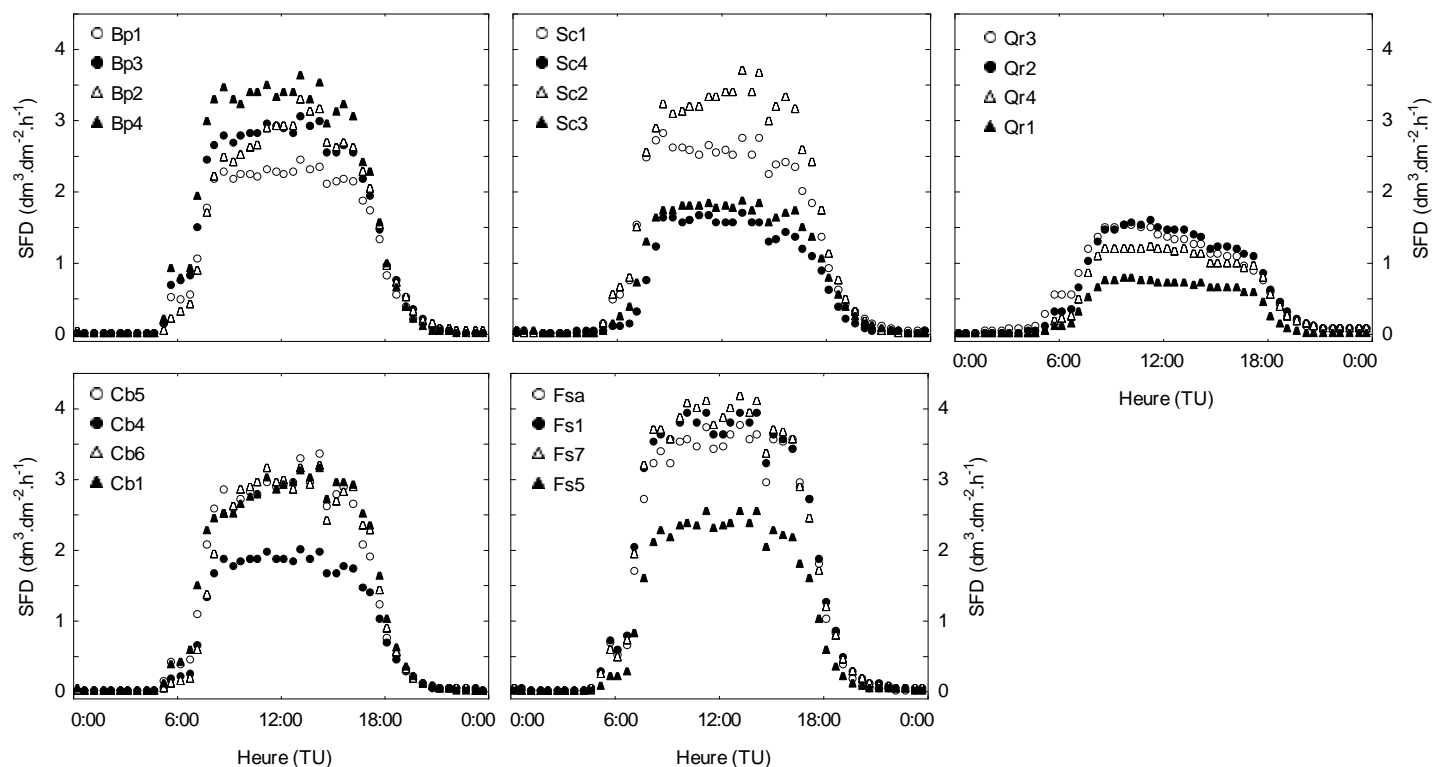 Bp1
Bp3
Bp2
Bp4
SFD (dm³.dm⁻².h⁻¹)
4
3
2
1
0
Sc1
Sc4
Sc2
Sc3
Qr3
Qr2
Qr4
Qr1
4
3
2
1
0
SFD (dm³.dm⁻².h⁻¹)
0:00 6:00 12:00 18:00 0:00
Heure (TU)
Cb5
Cb4
Cb6
Cb1
SFD (dm³.dm⁻².h⁻¹)
4
3
2
1
0
0:00 6:00 12:00 18:00 0:00
Heure (TU)
Fsa
Fs1
Fs7
Fs5
4
3
2
1
0
SFD (dm³.dm⁻².h⁻¹)
0:00 6:00 12:00 18:00 0:00
Heure (TU)